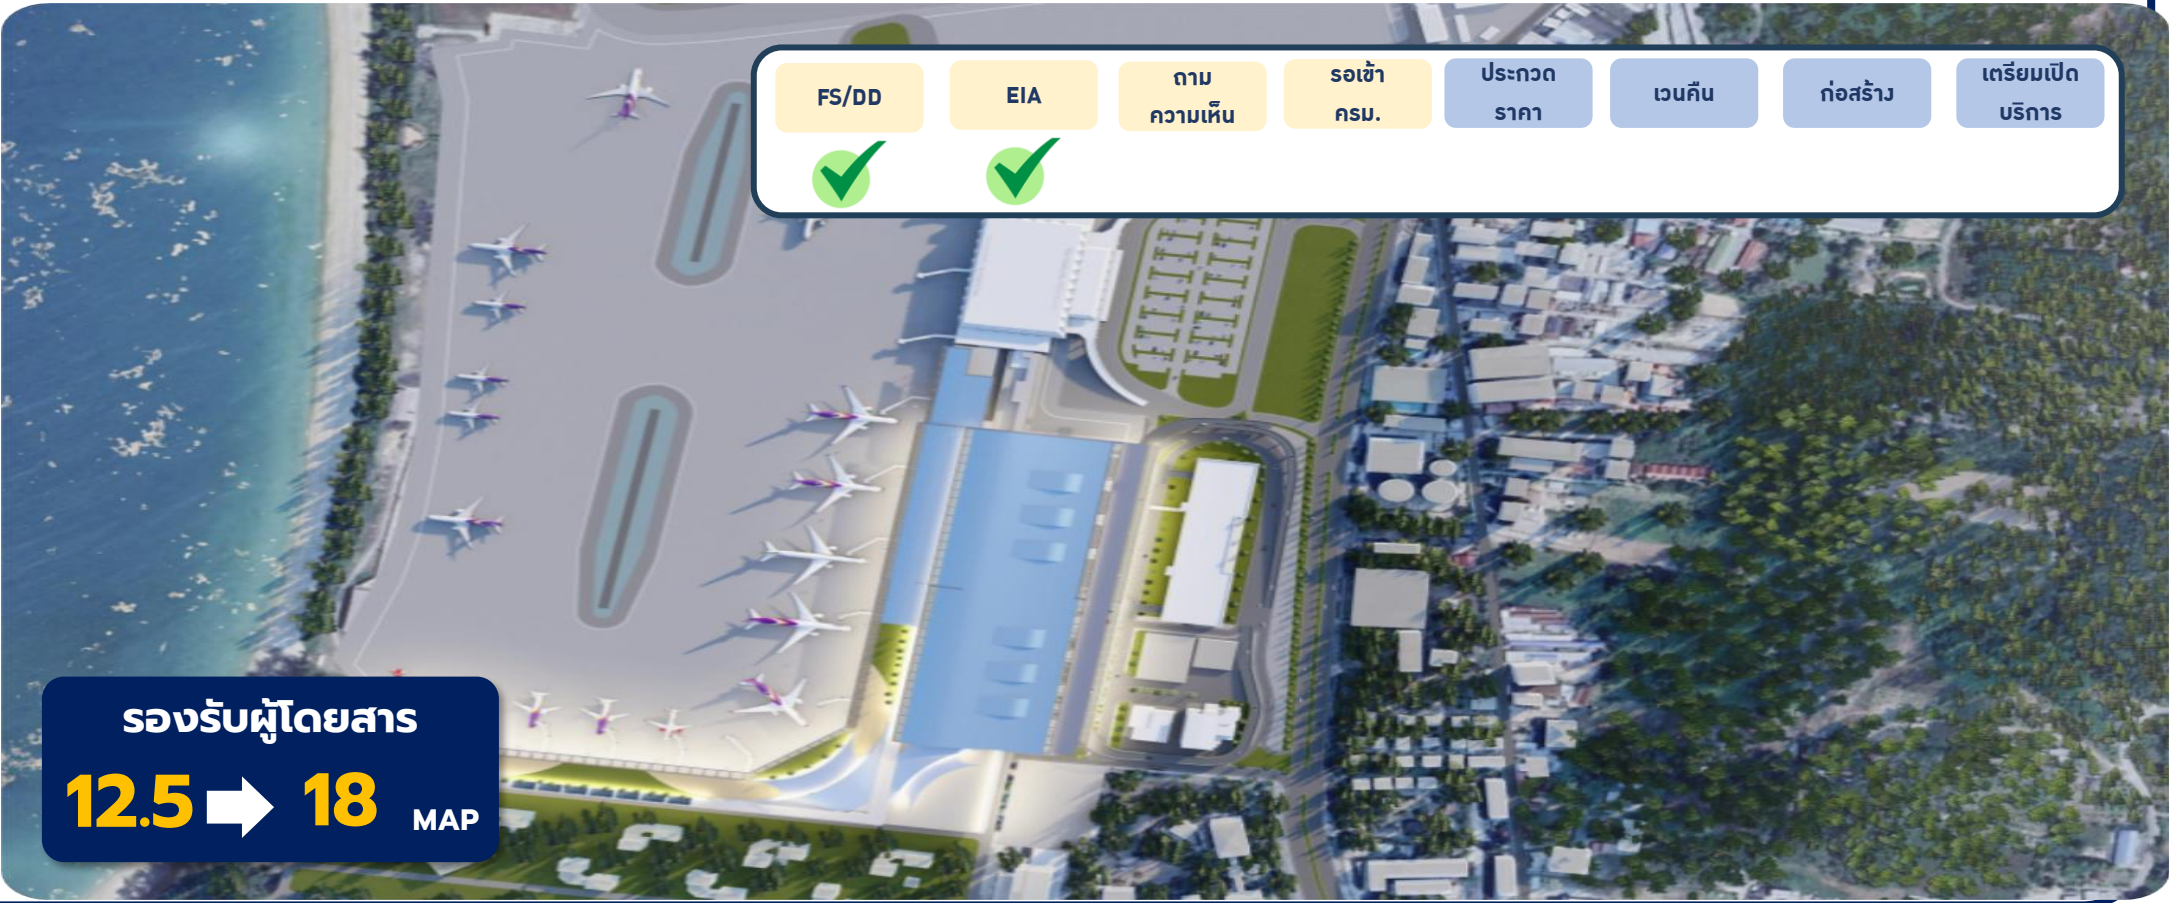 FS/DD
EIA
ถาม
ความเห็น
รอเข้า
ครม.
ประกวด
ราคา
เวนคืน
ก่อสร้าง
เตรียมเปิด
บริการ
รองรับผู้โดยสาร
12.5 18 MAP